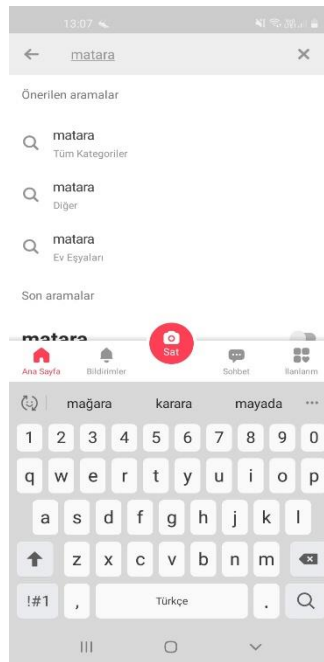 13:07
matara
Önerilen aramalar
matara
Tüm Kategoriler
matara
Diğer
matara
Ev Eşyaları
Son aramalar
matara
Sat
Ana Sayfa Bildirimler Sohbet İlanlarım
mağara karara mayada
1 2 3 4 5 6 7 8 9 0
q w e r t y u i o p
a s d f g h j k l
z x c v b n m
!#1 , Türkçe .